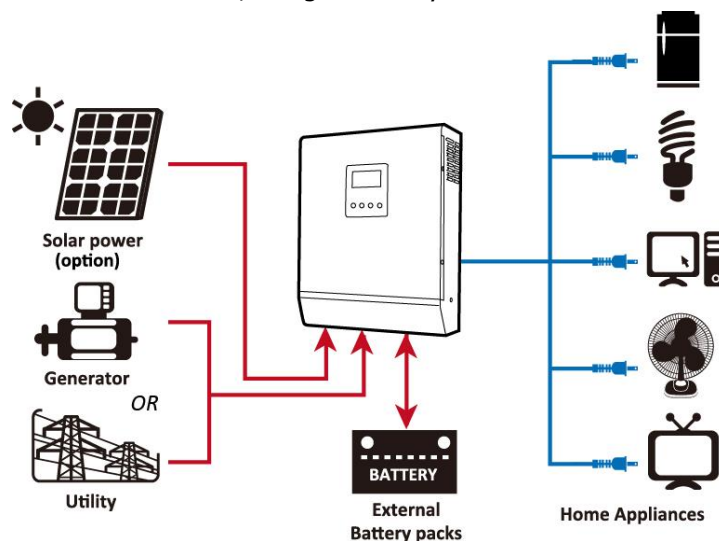 Solar power
(option)
Generator
OR
Utility
BATTERY
External
Battery packs
Home Appliances